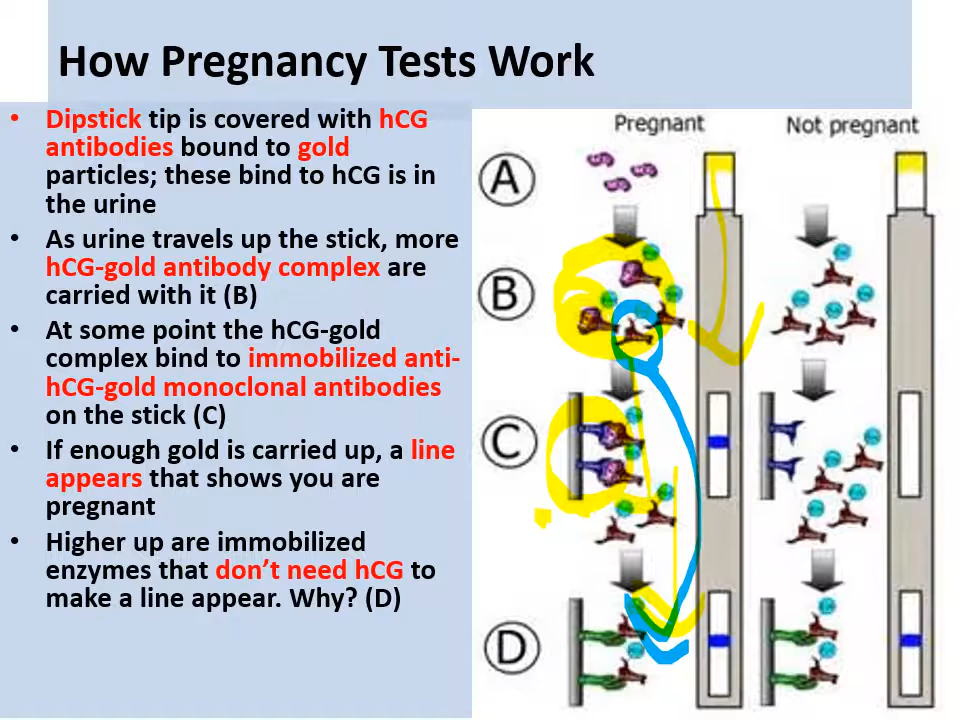 How Pregnancy Tests Work
• Dipstick tip is covered with hCG
antibodies bound to gold
particles; these bind to hCG is in
the urine
• As urine travels up the stick, more
hCG-gold antibody complex are
carried with it (B)
• At some point the hCG-gold
complex bind to immobilized anti-
hCG-gold monoclonal antibodies
on the stick (C)
• If enough gold is carried up, a line
appears that shows you are
pregnant
• Higher up are immobilized
enzymes that don’t need hCG to
make a line appear. Why? (D)
Pregnant
Not pregnant
A
B
C
D